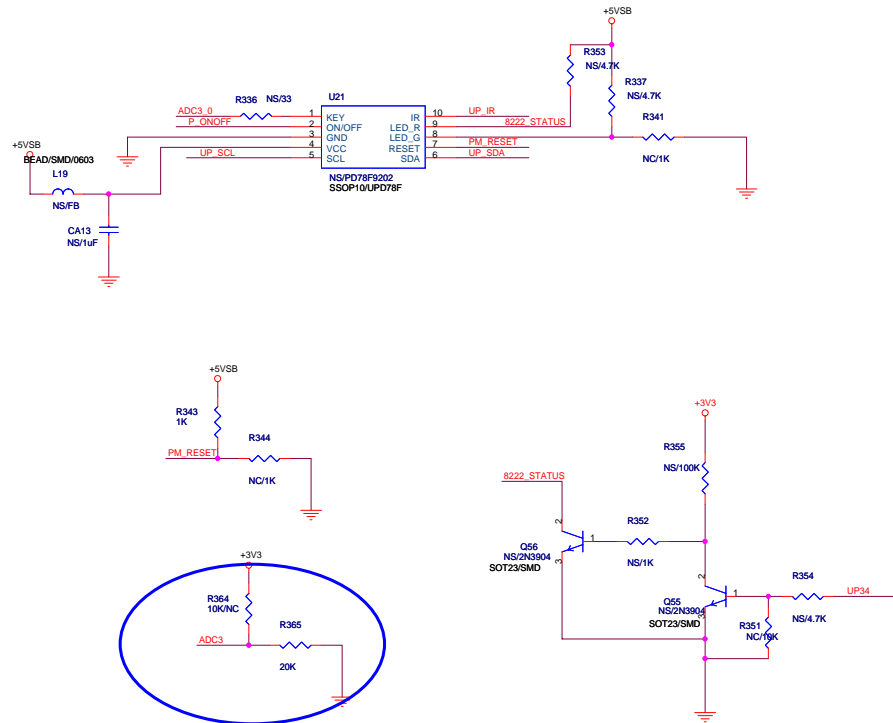 +5VSB
R353
NS/4.7K
R337
NS/4.7K
R341
NC/1K
U21
R336
NS/33
ADC3_0
P_ONOFF
1
2
3
4
5
KEY
ON/OFF
GND
VCC
SCL
IR
LED_R
LED_G
RESET
SDA
10
9
8
7
6
UP_IR
8222_STATUS
PM_RESET
UP_SDA
UP_SCL
NS/PD78F9202
SSOP10/UPD78F
+5VSB
BEAD/SMD/0603
L19
NS/FB
CA13
NS/1uF
+5VSB
R343
1K
R344
PM_RESET
NC/1K
+3V3
R364
10K/NC
R365
ADC3
20K
+3V3
R355
NS/100K
8222_STATUS
2
1
3
Q56
NS/2N3904
SOT23/SMD
R352
NS/1K
2
1
3
Q55
NS/2N3904
SOT23/SMD
R354
NS/4.7K
UP34
R351
NC/10K